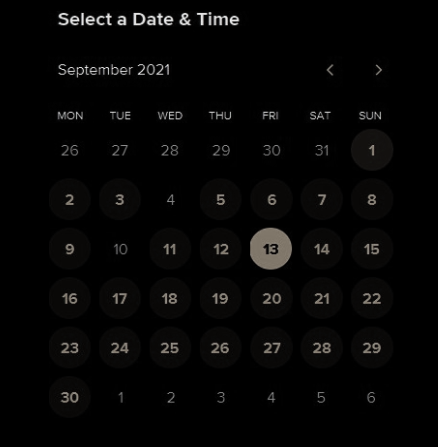 Select a Date & Time
September 2021
MON TUE WED THU FRI SAT SUN
26 27 28 29 30 31 1
2 3 4 5 6 7 8
9 10 11 12 13 14 15
16 17 18 19 20 21 22
23 24 25 26 27 28 29
30 1 2 3 4 5 6